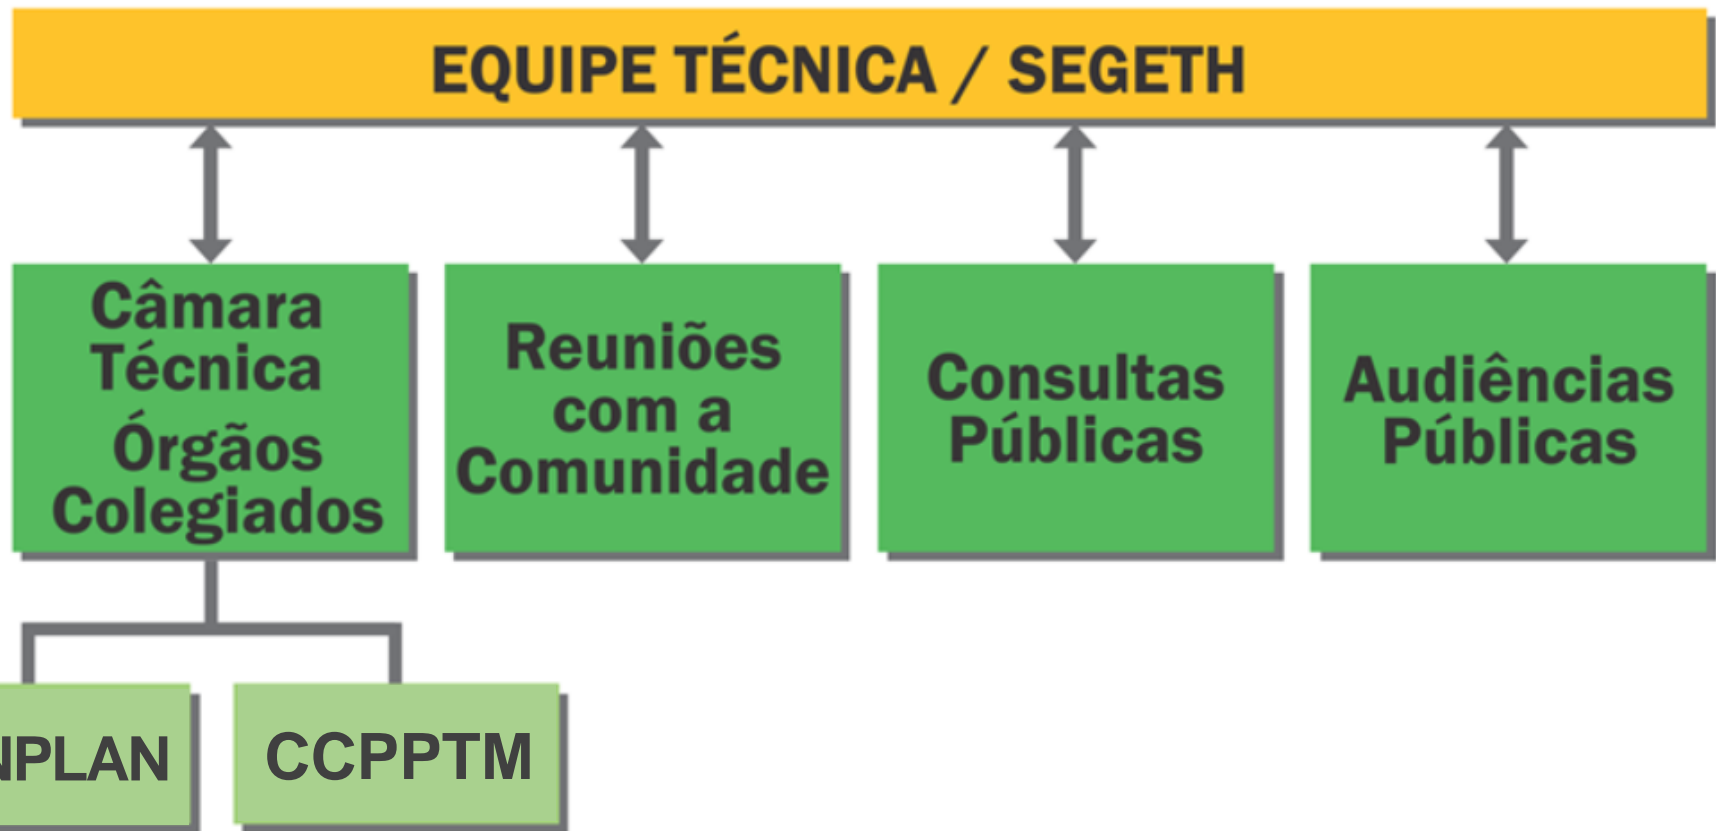 EQUIPE TÉCNICA / SEGETH
Câmara
Técnica
Órgãos
Colegiados
Reuniões
com a
Comunidade
Consultas
Públicas
Audiências
Públicas
CCPPTM